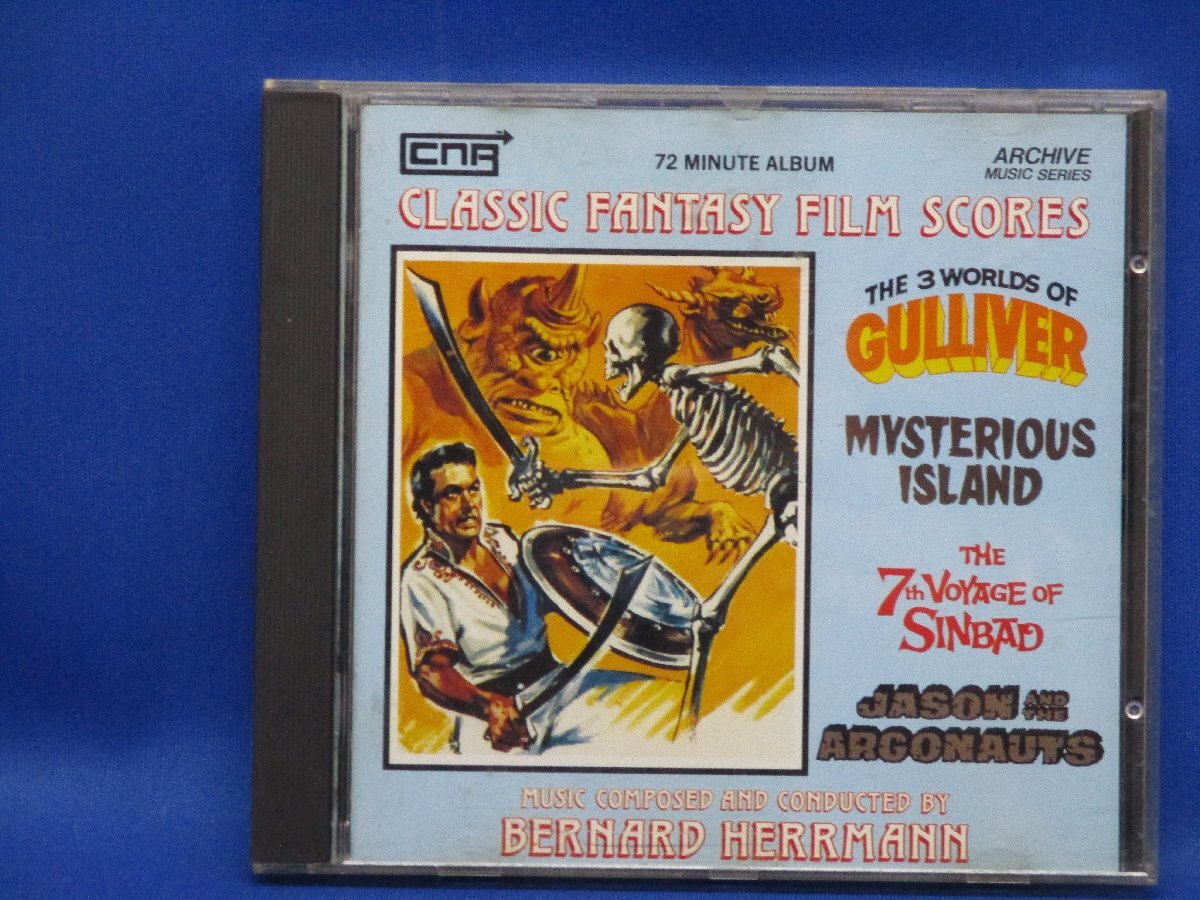 CNR
72 MINUTE ALBUM
ARCHIVE
MUSIC SERIES
CLASSIC FANTASY FILM SCORES
THE 3 WORLDS OF
GULLIVER
MYSTERIOUS
ISLAND
THE
7th VOYAGE OF
SINBAD
JASON AND THE
ARGONAUTS
MUSIC COMPOSED AND CONDUCTED BY
BERNARD HERRMANN